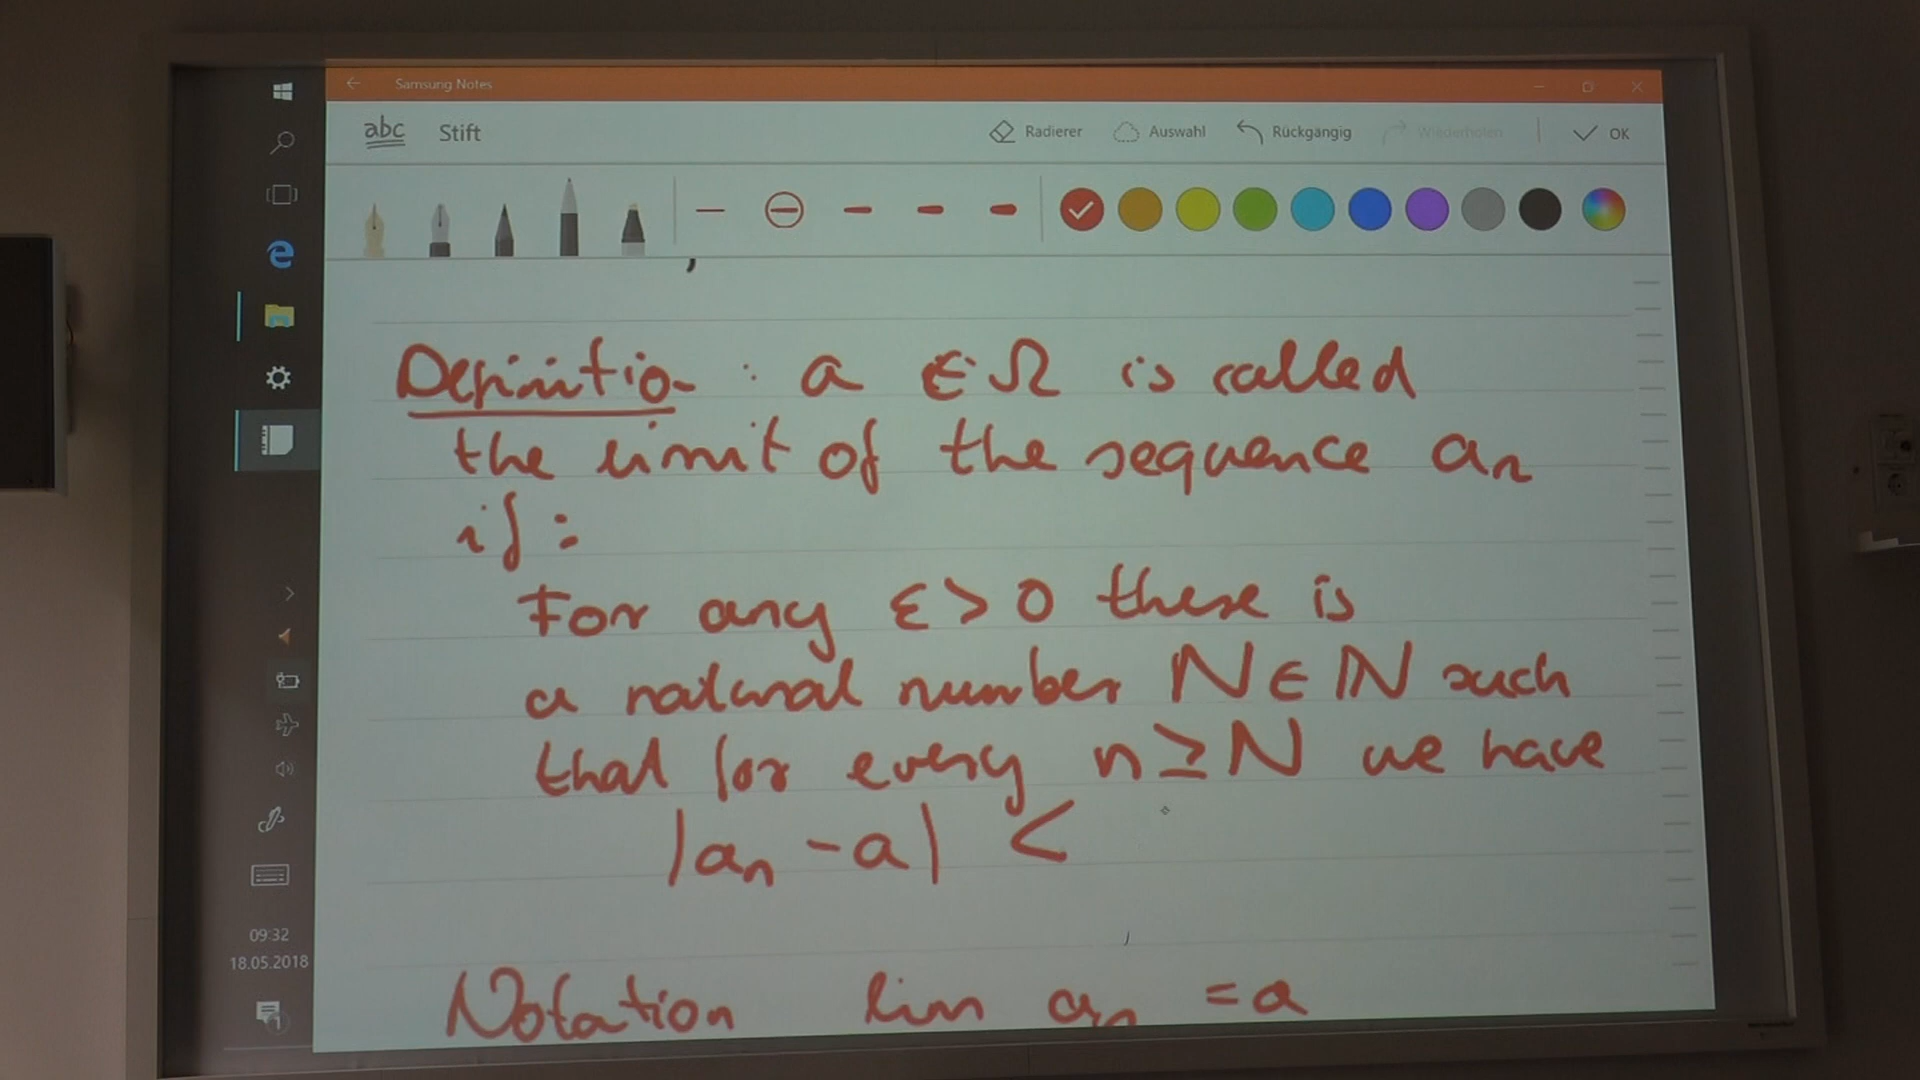 Samsung Notes
abc Stift Radierer Auswahl Rückgängig Wiederholen OK
Definition : a ∈ Ω is called
the limit of the sequence aₙ
if :
For any ε > 0 there is
a natural number N ∈ ℕ such
that for every n ≥ N we have
|aₙ - a| <
Notation lim aₙ = a
09:32
18.05.2018